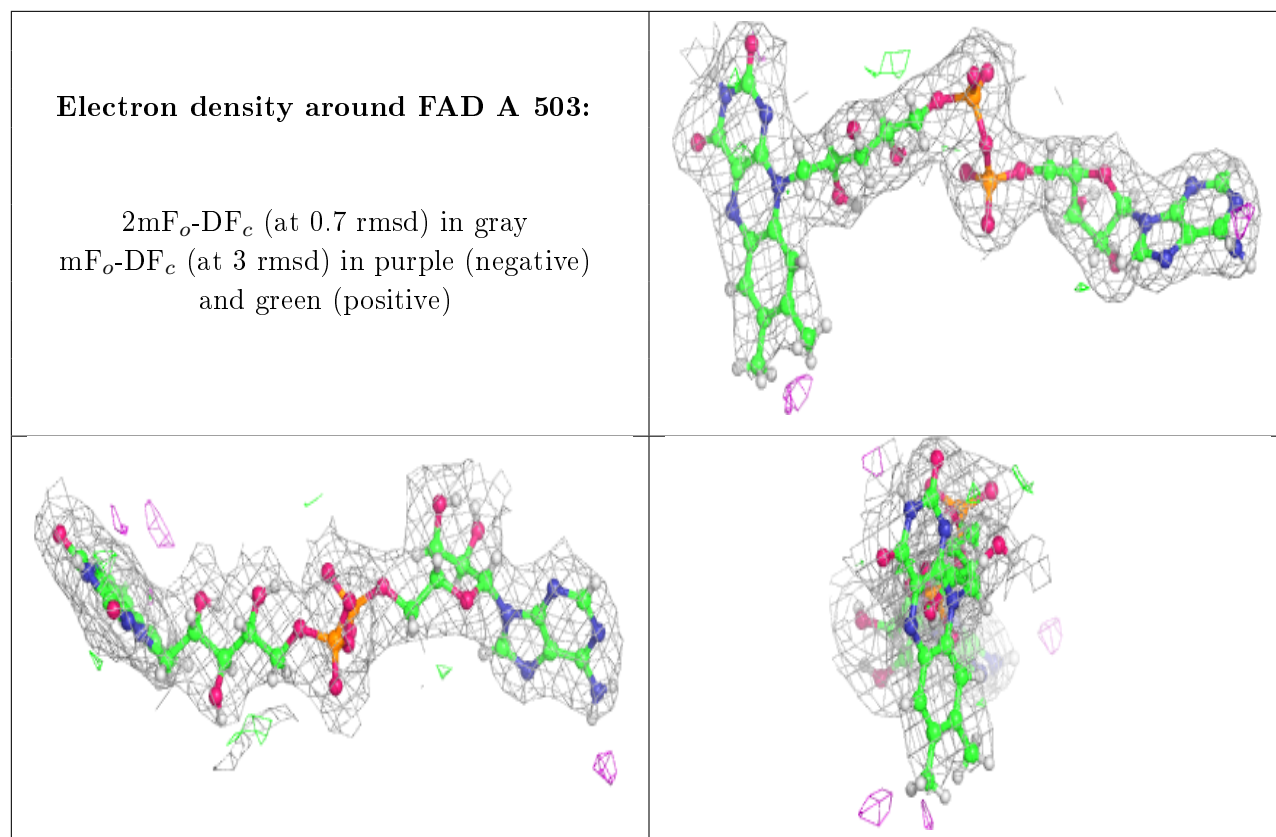 Electron density around FAD A 503:
2mFₒ-DF𝒸 (at 0.7 rmsd) in gray
mFₒ-DF𝒸 (at 3 rmsd) in purple (negative)
and green (positive)